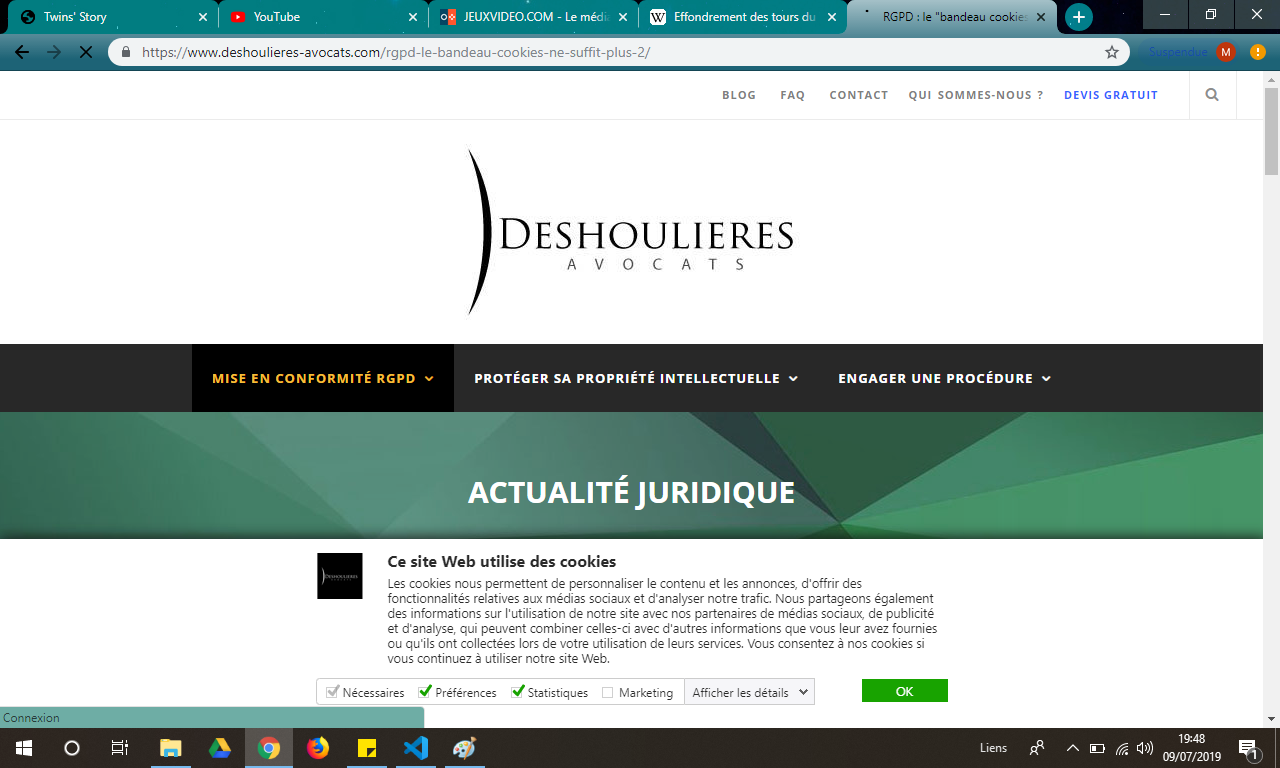 Twins' Story
YouTube
JEUXVIDEO.COM - Le média
Effondrement des tours du
RGPD : le "bandeau cookies
https://www.deshoulieres-avocats.com/rgpd-le-bandeau-cookies-ne-suffit-plus-2/
Suspendue
M
BLOG FAQ CONTACT QUI SOMMES-NOUS ? DEVIS GRATUIT
DESHOULIERES
AVOCATS
MISE EN CONFORMITÉ RGPD PROTÉGER SA PROPRIÉTÉ INTELLECTUELLE ENGAGER UNE PROCÉDURE
ACTUALITÉ JURIDIQUE
DESHOULIERES
Ce site Web utilise des cookies
Les cookies nous permettent de personnaliser le contenu et les annonces, d'offrir des
fonctionnalités relatives aux médias sociaux et d'analyser notre trafic. Nous partageons également
des informations sur l'utilisation de notre site avec nos partenaires de médias sociaux, de publicité
et d'analyse, qui peuvent combiner celles-ci avec d'autres informations que vous leur avez fournies
ou qu'ils ont collectées lors de votre utilisation de leurs services. Vous consentez à nos cookies si
vous continuez à utiliser notre site Web.
Nécessaires Préférences Statistiques Marketing Afficher les détails OK
Connexion
Liens
19:48
09/07/2019
1